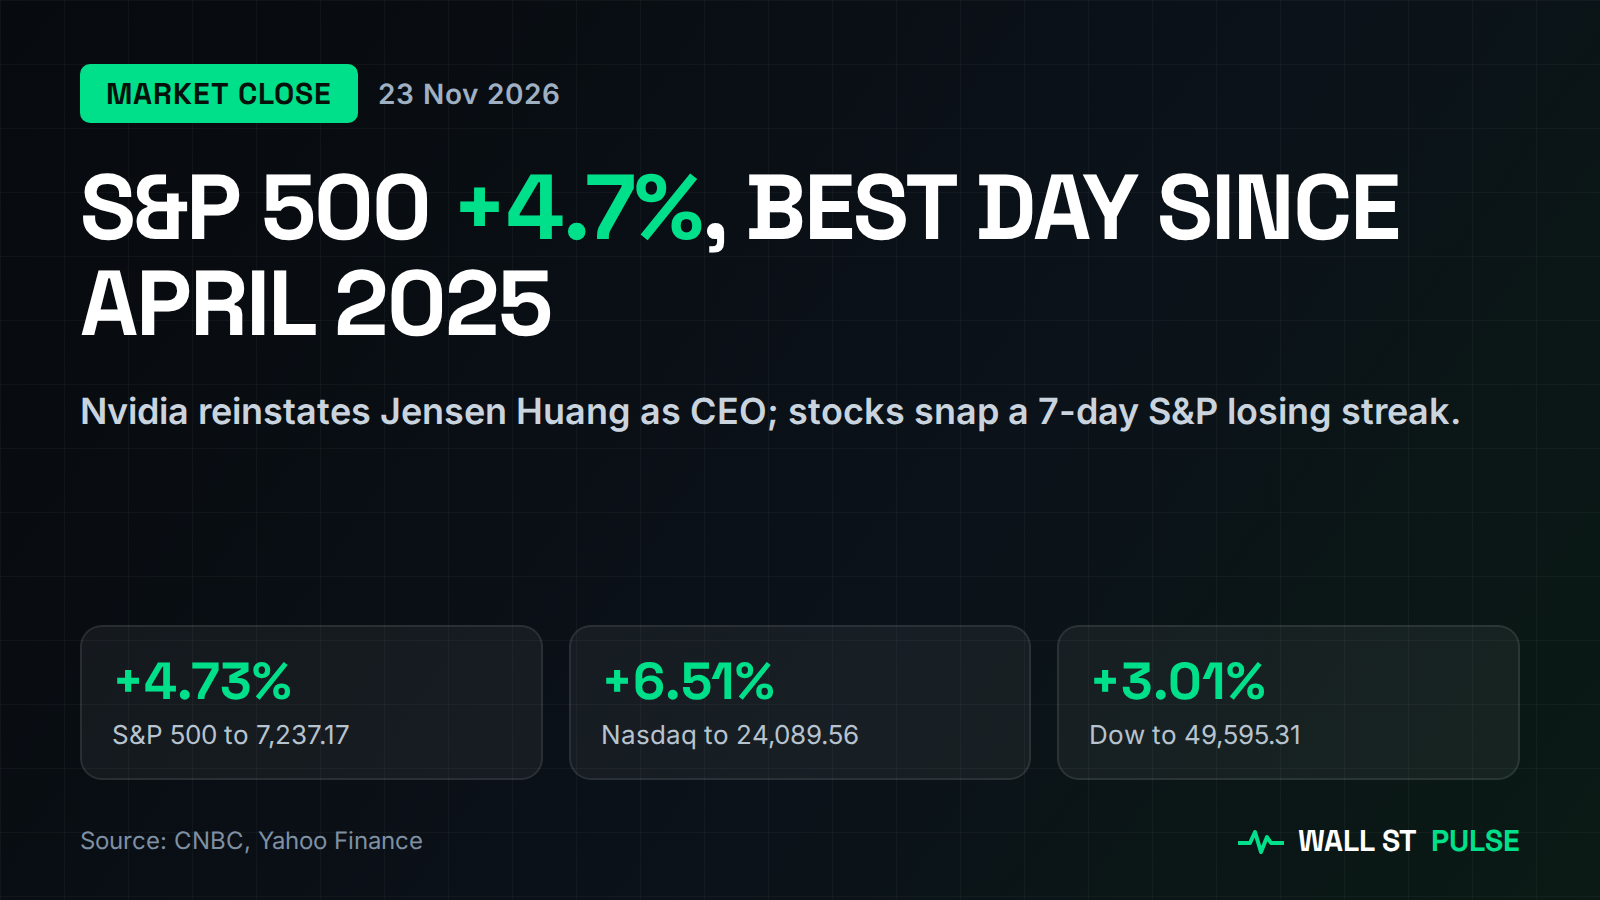 MARKET CLOSE 23 Nov 2026
S&P 500 +4.7%, BEST DAY SINCE
APRIL 2025
Nvidia reinstates Jensen Huang as CEO; stocks snap a 7-day S&P losing streak.
+4.73%
S&P 500 to 7,237.17
+6.51%
Nasdaq to 24,089.56
+3.01%
Dow to 49,595.31
Source: CNBC, Yahoo Finance
WALL ST PULSE